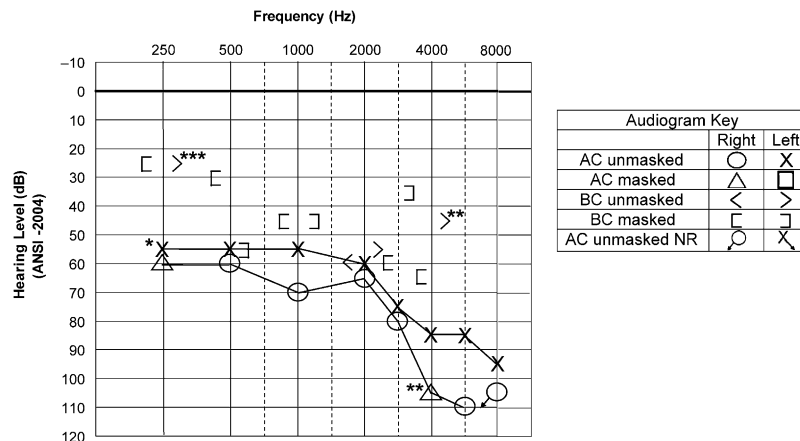 Frequency (Hz)
250 500 1000 2000 4000 8000
Hearing Level (dB)
(ANSI -2004)
–10
0
10
20
30
40
50
60
70
80
90
100
110
120
***
**
*
**
Audiogram Key
Right Left
AC unmasked
AC masked
BC unmasked
BC masked
AC unmasked NR